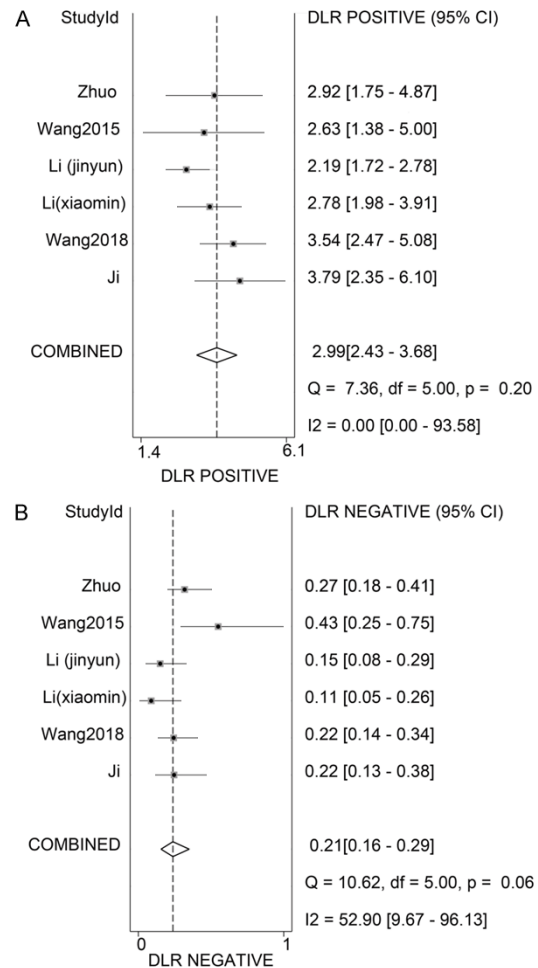 A
StudyId DLR POSITIVE (95% CI)
Zhuo 2.92 [1.75 - 4.87]
Wang2015 2.63 [1.38 - 5.00]
Li (jinyun) 2.19 [1.72 - 2.78]
Li(xiaomin) 2.78 [1.98 - 3.91]
Wang2018 3.54 [2.47 - 5.08]
Ji 3.79 [2.35 - 6.10]
COMBINED 2.99[2.43 - 3.68]
Q = 7.36, df = 5.00, p = 0.20
I2 = 0.00 [0.00 - 93.58]
1.4 6.1
DLR POSITIVE
B
StudyId DLR NEGATIVE (95% CI)
Zhuo 0.27 [0.18 - 0.41]
Wang2015 0.43 [0.25 - 0.75]
Li (jinyun) 0.15 [0.08 - 0.29]
Li(xiaomin) 0.11 [0.05 - 0.26]
Wang2018 0.22 [0.14 - 0.34]
Ji 0.22 [0.13 - 0.38]
COMBINED 0.21[0.16 - 0.29]
Q = 10.62, df = 5.00, p = 0.06
I2 = 52.90 [9.67 - 96.13]
0 1
DLR NEGATIVE